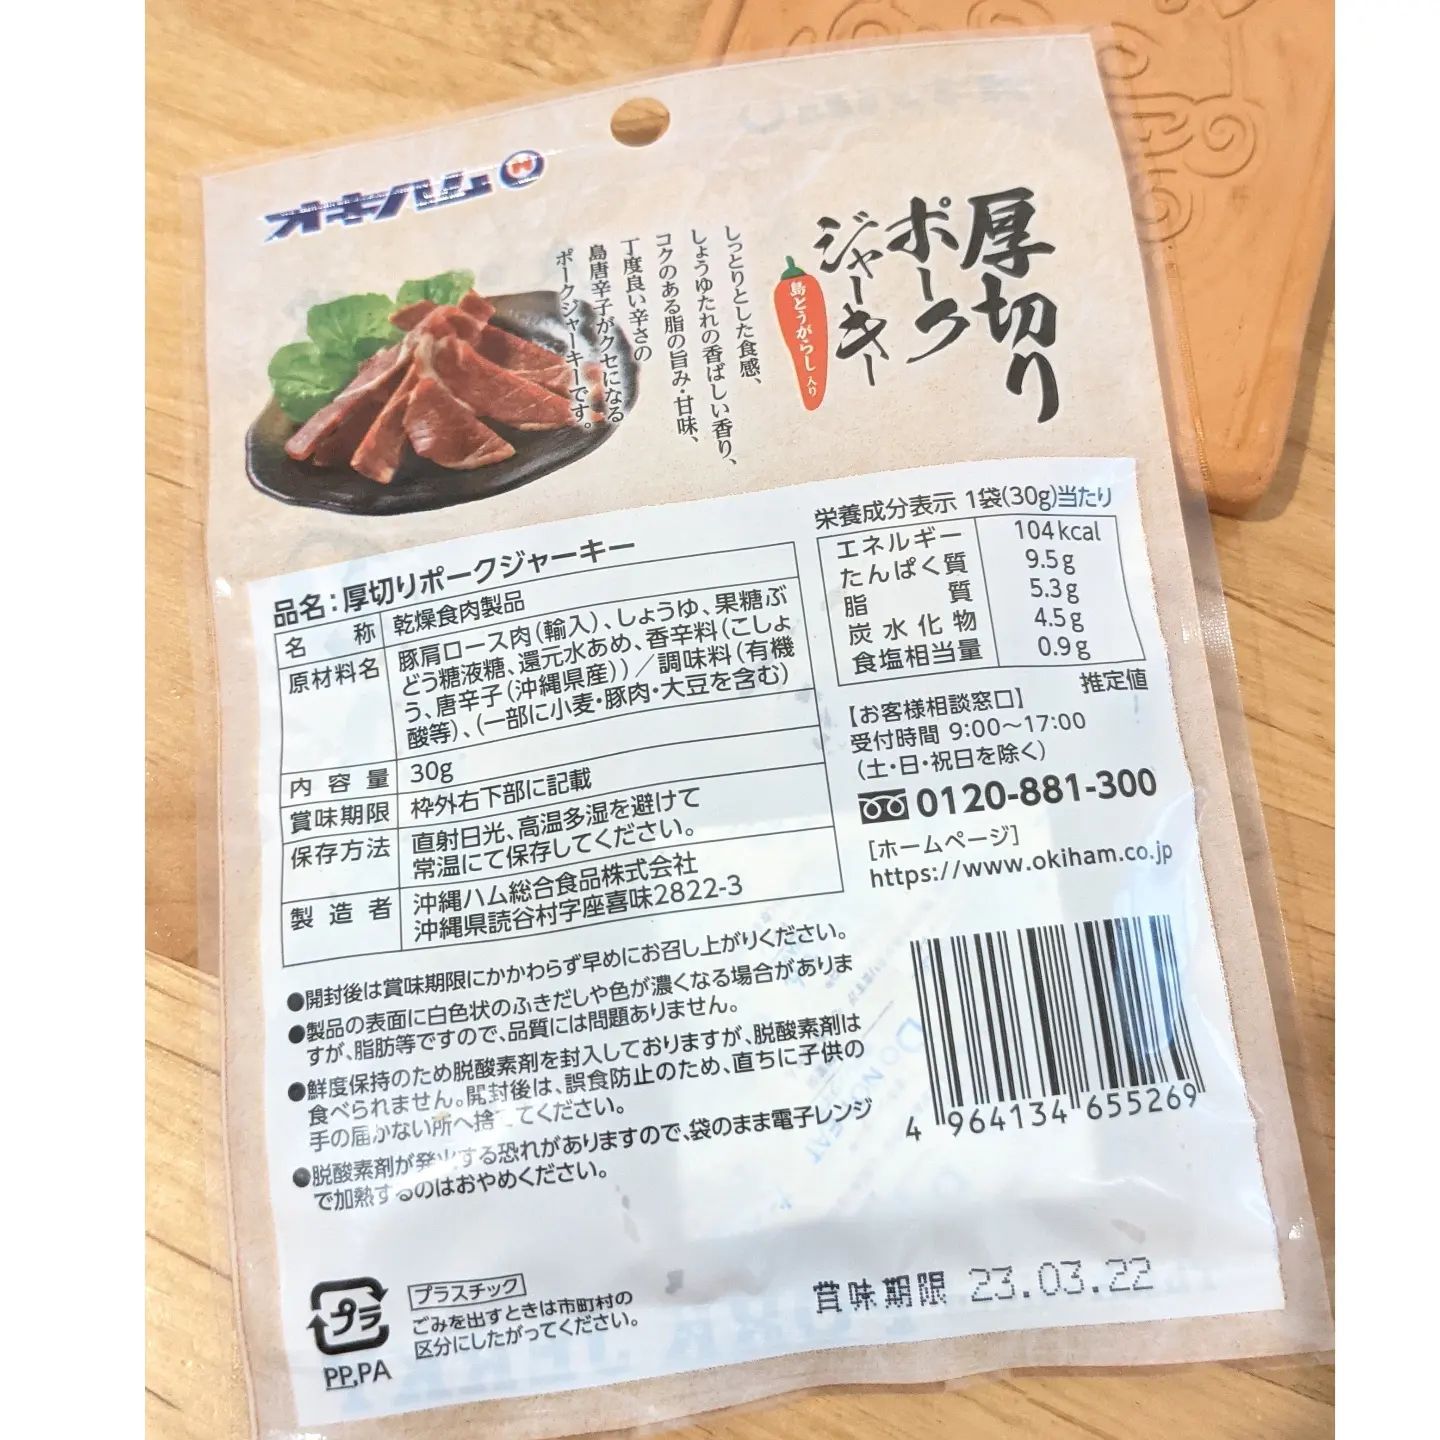 オキハム
厚切り
ポーク
ジャーキー
島とうがらし入り
しっとりとした食感、
しょうゆたれの香ばしい香り、
コクのある脂の旨み・甘味、
丁度良い辛さの
島唐辛子がクセになる
ポークジャーキーです。
品名：厚切りポークジャーキー
名称 乾燥食肉製品
原材料名 豚肩ロース肉（輸入）、しょうゆ、果糖ぶ
どう糖液糖、還元水あめ、香辛料（こしょ
う、唐辛子（沖縄県産））／調味料（有機
酸等）、（一部に小麦・豚肉・大豆を含む）
内容量 30g
賞味期限 枠外右下部に記載
保存方法 直射日光、高温多湿を避けて
常温にて保存してください。
製造者 沖縄ハム総合食品株式会社
沖縄県読谷村字座喜味2822-3
栄養成分表示 1袋(30g)当たり
エネルギー 104kcal
たんぱく質 9.5g
脂質 5.3g
炭水化物 4.5g
食塩相当量 0.9g
推定値
【お客様相談窓口】
受付時間 9:00〜17:00
（土・日・祝日を除く）
0120-881-300
［ホームページ］
https://www.okiham.co.jp
●開封後は賞味期限にかかわらず早めにお召し上がりください。
●製品の表面に白色状のふきだしや色が濃くなる場合がありま
すが、脂肪等ですので、品質には問題ありません。
●鮮度保持のため脱酸素剤を封入しておりますが、脱酸素剤は
食べられません。開封後は、誤食防止のため、直ちに子供の
手の届かない所へ捨ててください。
●脱酸素剤が発火する恐れがありますので、袋のまま電子レンジ
で加熱するのはおやめください。
4 964134 655269
プラ
PP,PA
プラスチック
ごみを出すときは市町村の
区分にしたがってください。
賞味期限 23.03.22